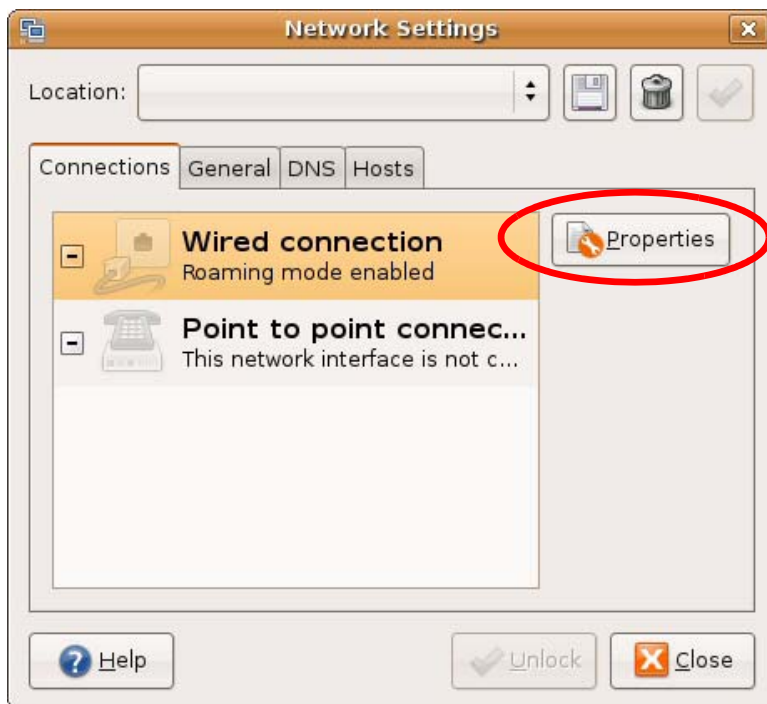 Network Settings
Location:
Connections General DNS Hosts
Wired connection
Roaming mode enabled
Properties
Point to point connec...
This network interface is not c...
Help Unlock Close